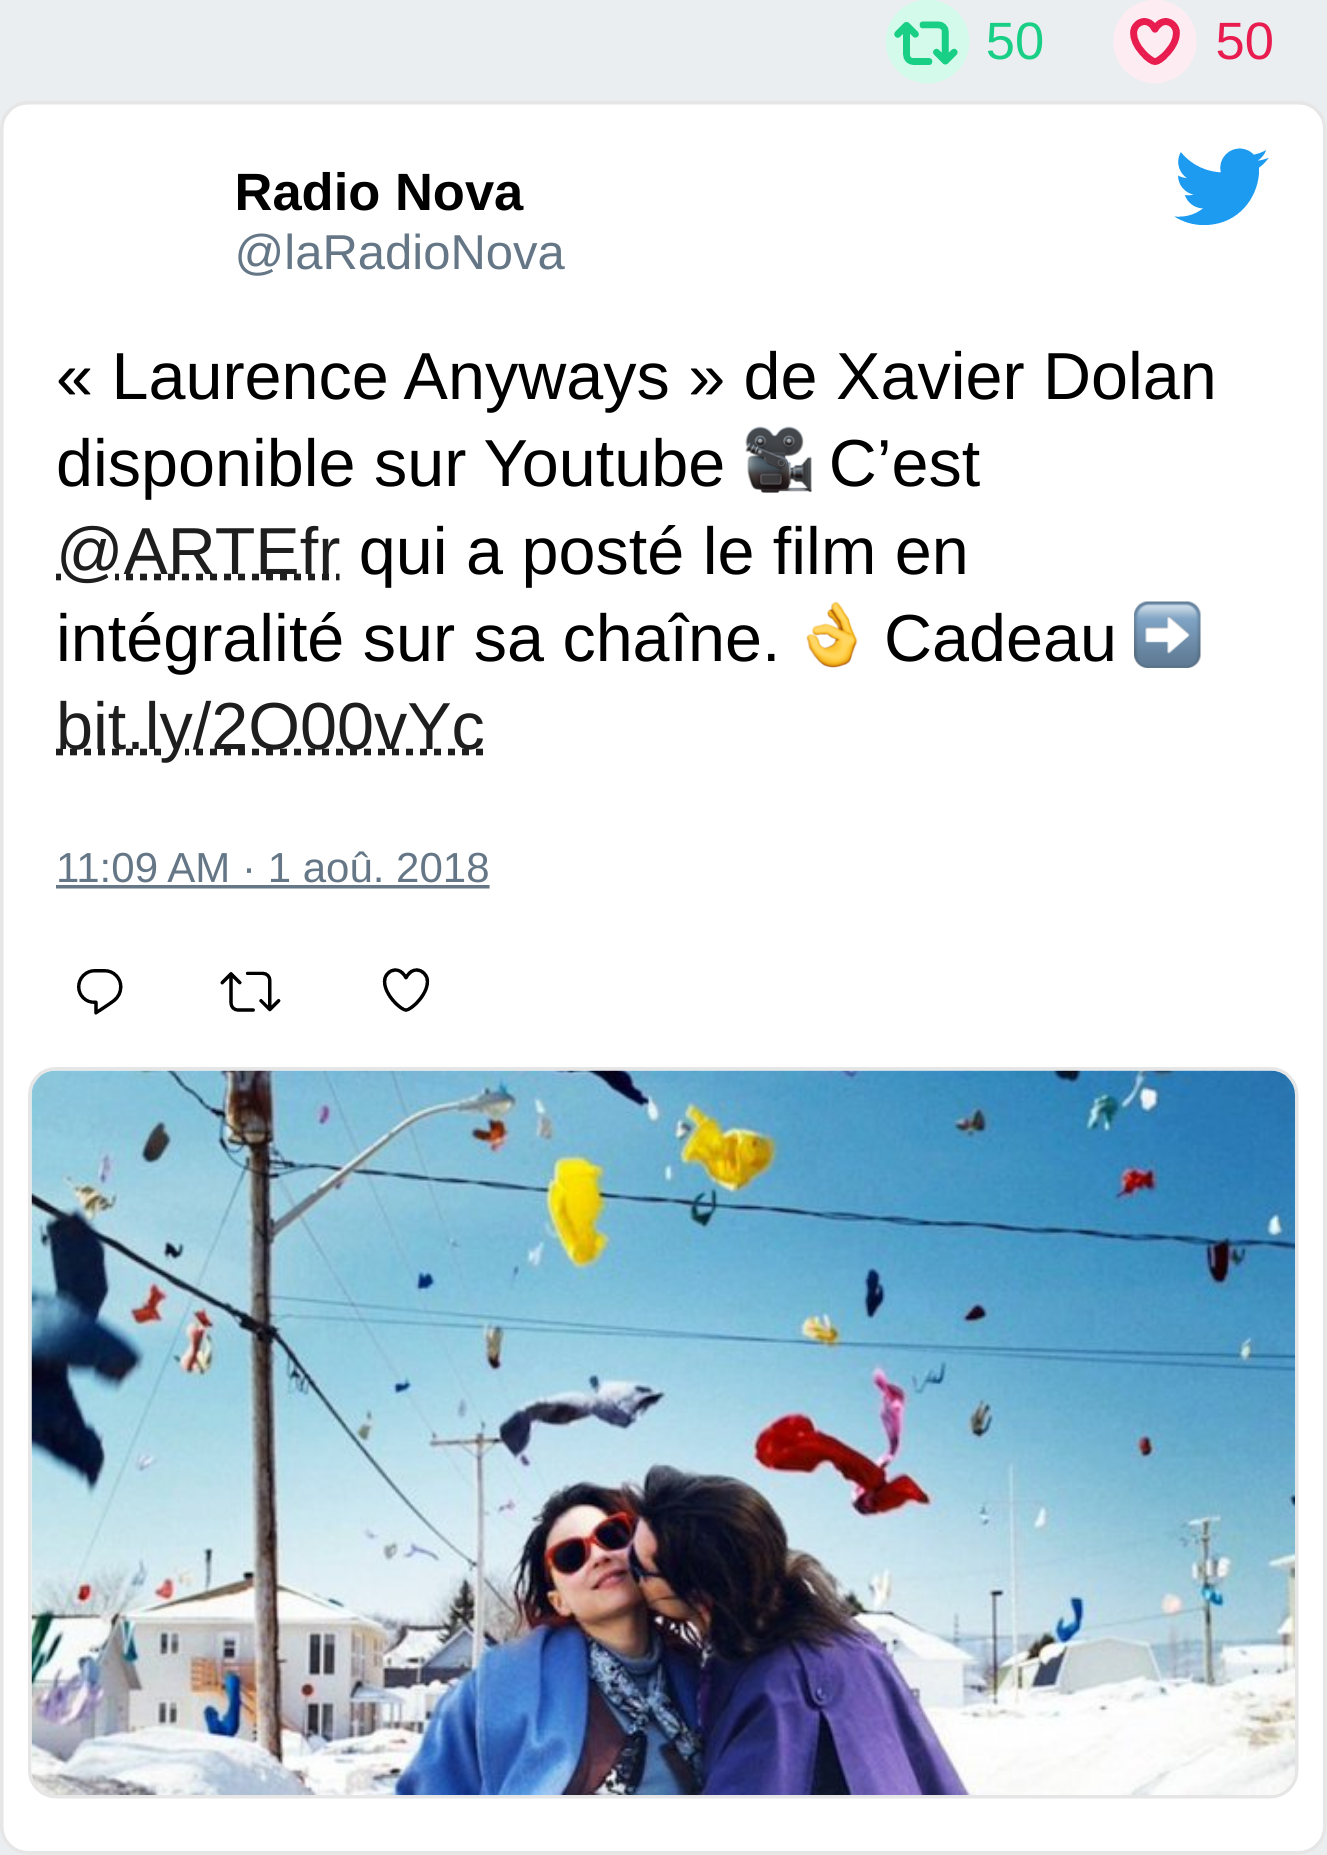 50 50
Radio Nova
@laRadioNova
« Laurence Anyways » de Xavier Dolan
disponible sur Youtube 🎥 C’est
@ARTEfr qui a posté le film en
intégralité sur sa chaîne. 👌 Cadeau ➡️
bit.ly/2O00vYc
11:09 AM · 1 aoû. 2018